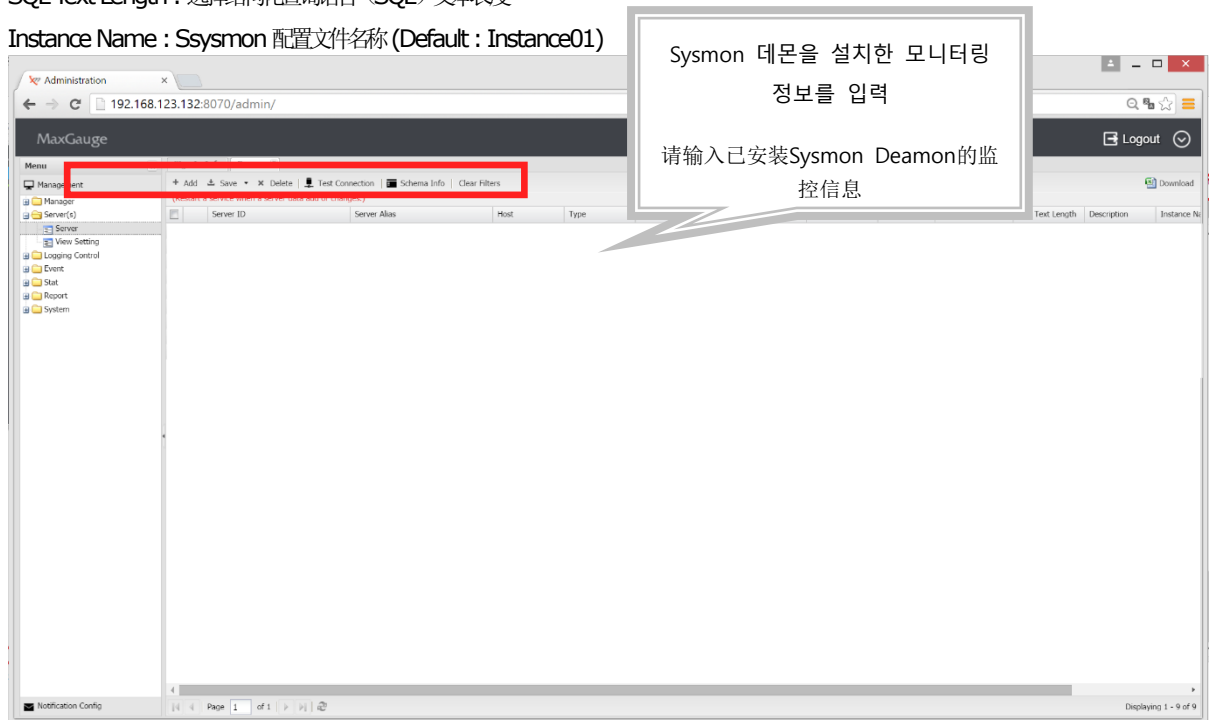 Instance Name : Ssysmon 配置文件名称 (Default : Instance01)
Sysmon 데몬을 설치한 모니터링
정보를 입력
请输入已安装Sysmon Deamon的监
控信息
Administration
192.168.123.132:8070/admin/
MaxGauge
Logout
Menu
Management
Manager
Server(s)
Server
View Setting
Logging Control
Event
Stat
Report
System
Notification Config
Add Save Delete Test Connection Schema Info Clear Filters
Download
Server ID Server Alias Host Type Text Length Description Instance Na
Page 1 of 1
Displaying 1 - 9 of 9